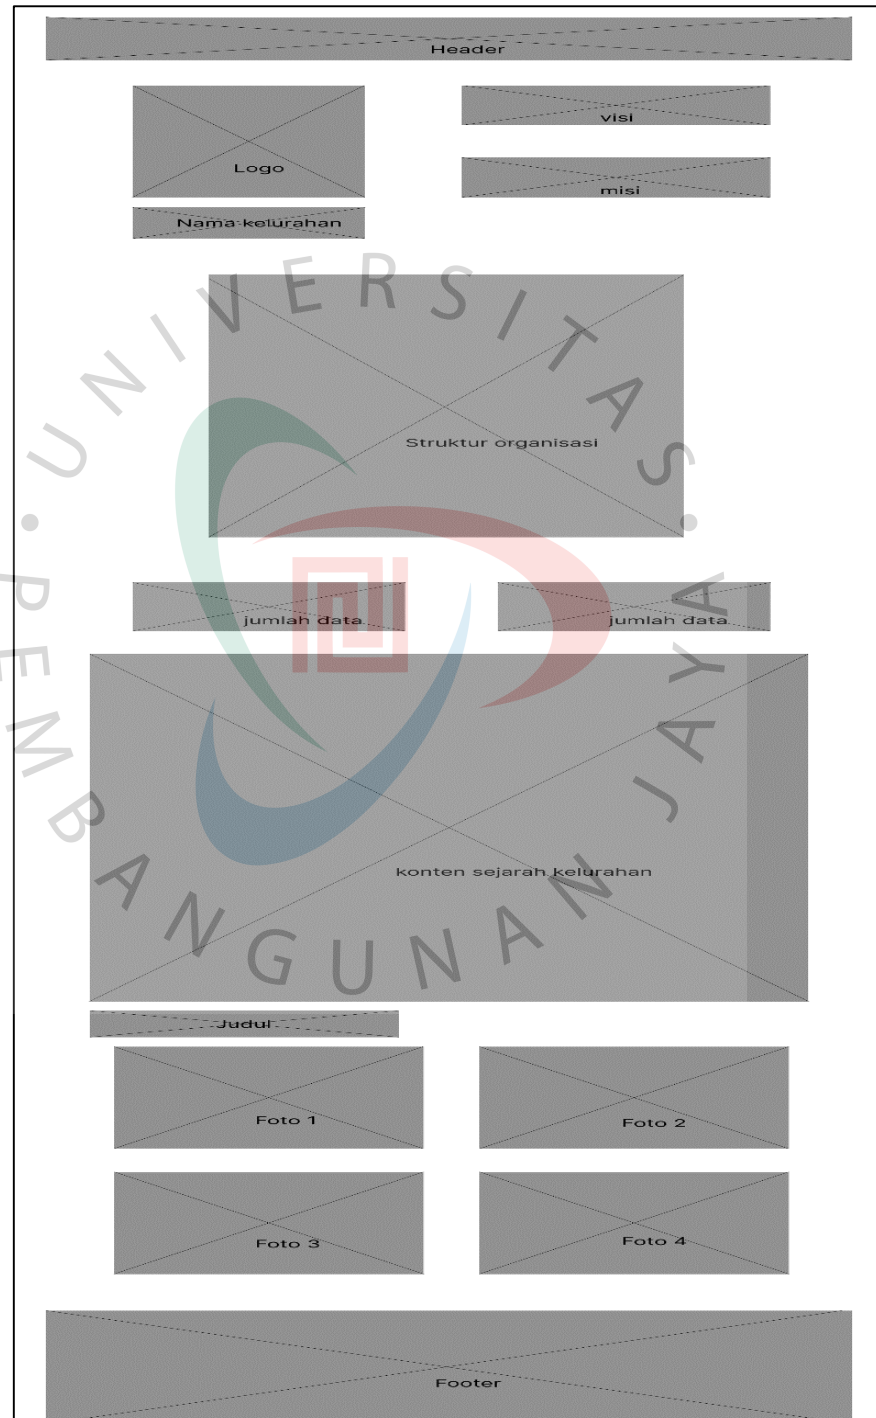 Header
Logo
visi
misi
Nama kelurahan
Struktur organisasi
jumlah data
jumlah data
konten sejarah kelurahan
Judul
Foto 1
Foto 2
Foto 3
Foto 4
Footer
UNIVERSITAS
PEMBANGUNAN JAYA